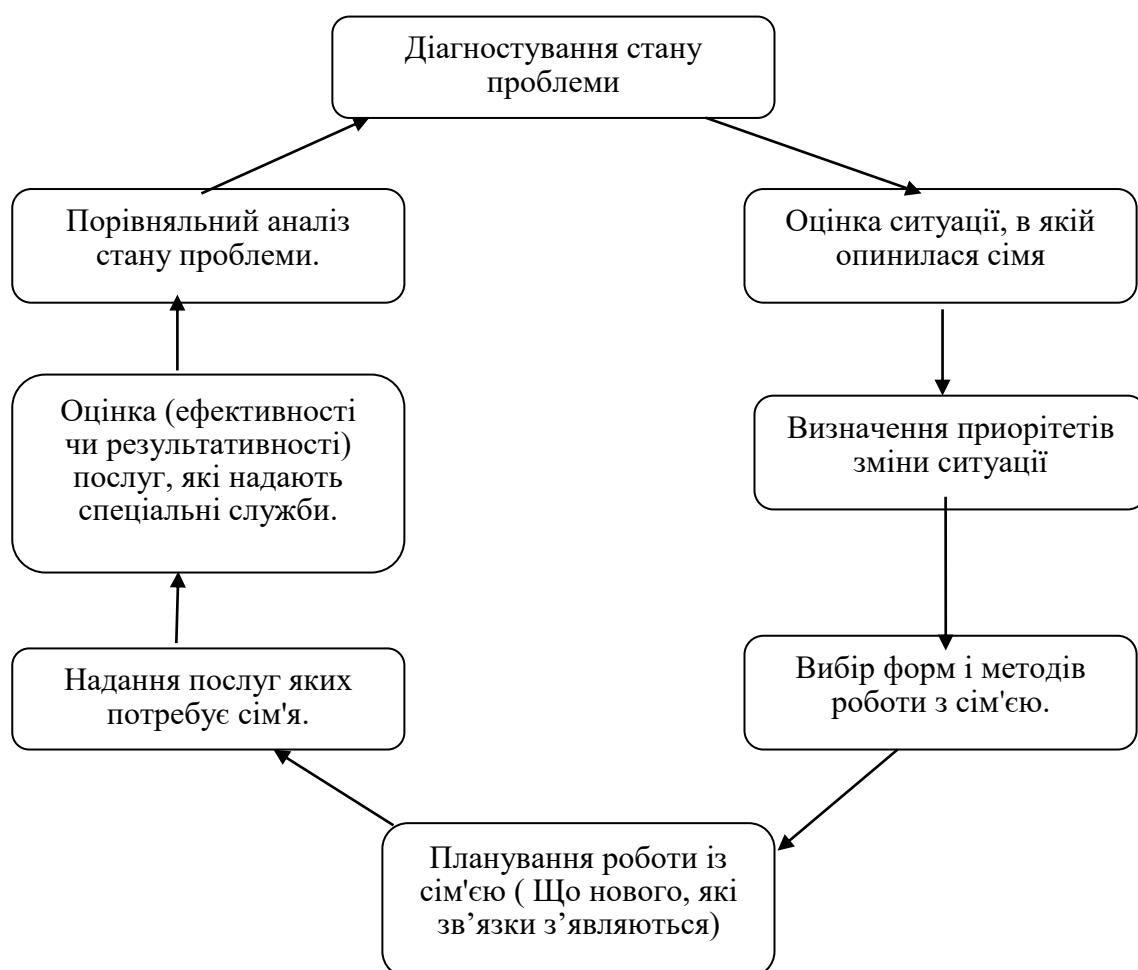 Діагностування стану
проблеми
Оцінка ситуації, в якій
опинилася сімя
Визначення приорітетів
зміни ситуації
Вибір форм і методів
роботи з сім'єю.
Планування роботи із
сім'єю ( Що нового, які
зв’язки з’являються)
Надання послуг яких
потребує сім'я.
Оцінка (ефективності
чи результативності)
послуг, які надають
спеціальні служби.
Порівняльний аналіз
стану проблеми.